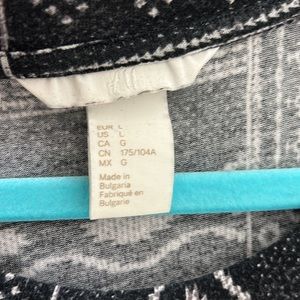 EUR L
US L
CA G
CN 175/104A
MX G
Made in
Bulgaria
Fabriqué en
Bulgarie